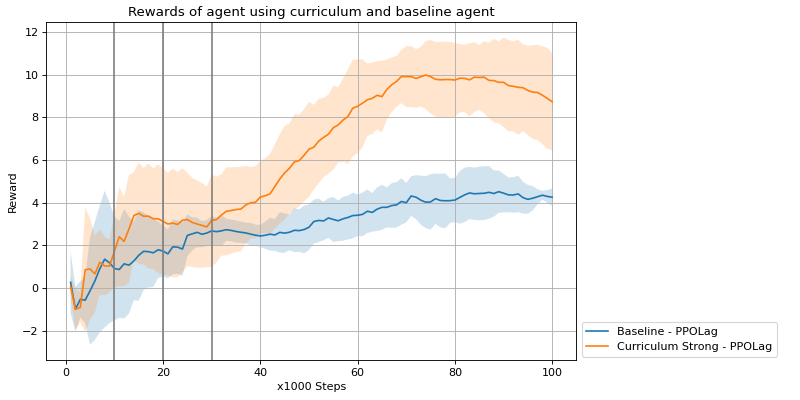 Rewards of agent using curriculum and baseline agent
12
10
8
6
4
2
0
−2
Reward
0 20 40 60 80 100
x1000 Steps
Baseline - PPOLag
Curriculum Strong - PPOLag